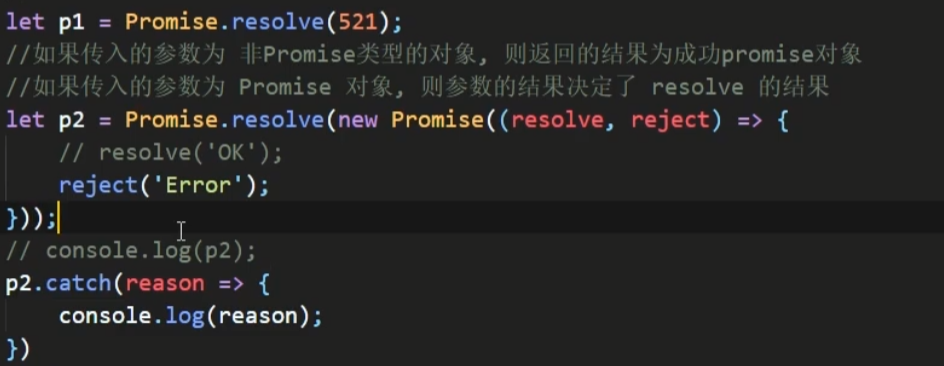 let p1 = Promise.resolve(521);
//如果传入的参数为 非Promise类型的对象, 则返回的结果为成功promise对象
//如果传入的参数为 Promise 对象, 则参数的结果决定了 resolve 的结果
let p2 = Promise.resolve(new Promise((resolve, reject) => {
    // resolve('OK');
    reject('Error');
}));
// console.log(p2);
p2.catch(reason => {
    console.log(reason);
})